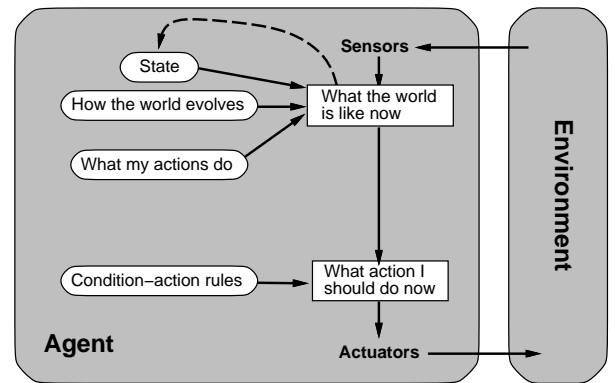 Sensors
State
How the world evolves
What the world
is like now
What my actions do
Condition−action rules
What action I
should do now
Agent
Actuators
Environment